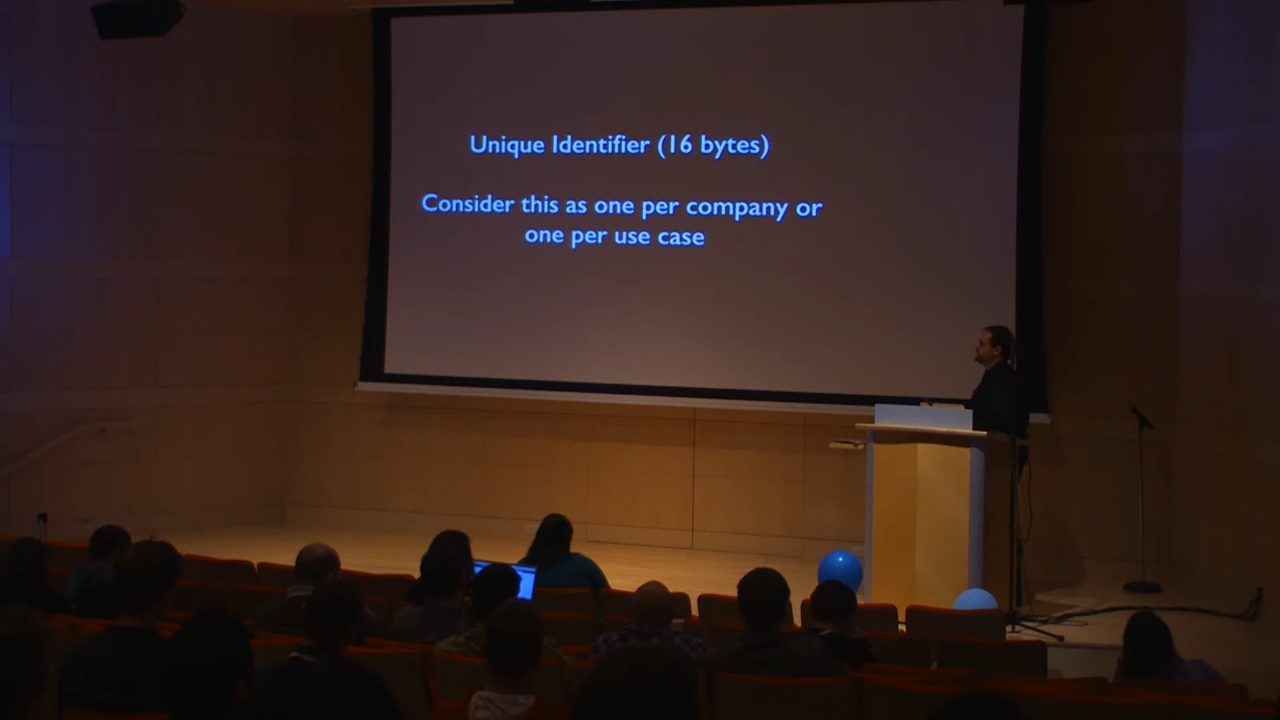 Unique Identifier (16 bytes)
Consider this as one per company or
one per use case